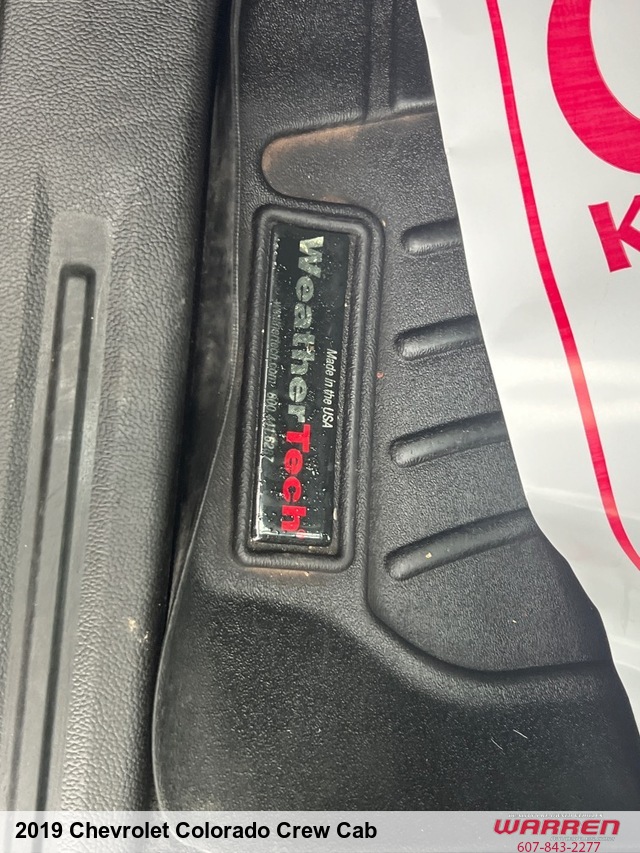 WeatherTech
Made in the USA
K
2019 Chevrolet Colorado Crew Cab
WARREN
607-843-2277